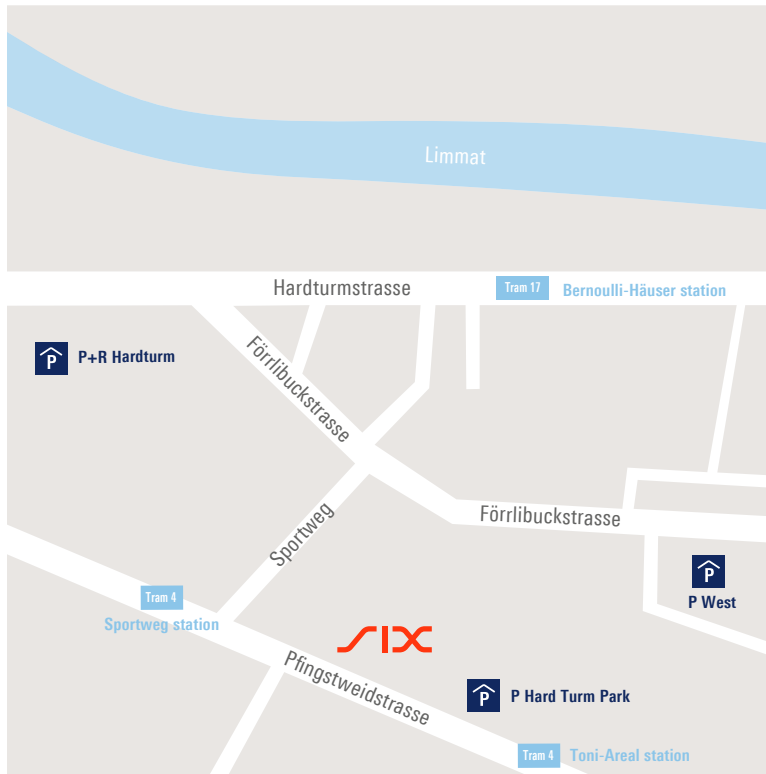 Limmat
Hardturmstrasse
Tram 17
Bernoulli-Häuser station
P
P+R Hardturm
Förrlibuckstrasse
Förrlibuckstrasse
Sportweg
P
P West
Tram 4
Sportweg station
SIX
Pfingstweidstrasse
P
P Hard Turm Park
Tram 4
Toni-Areal station